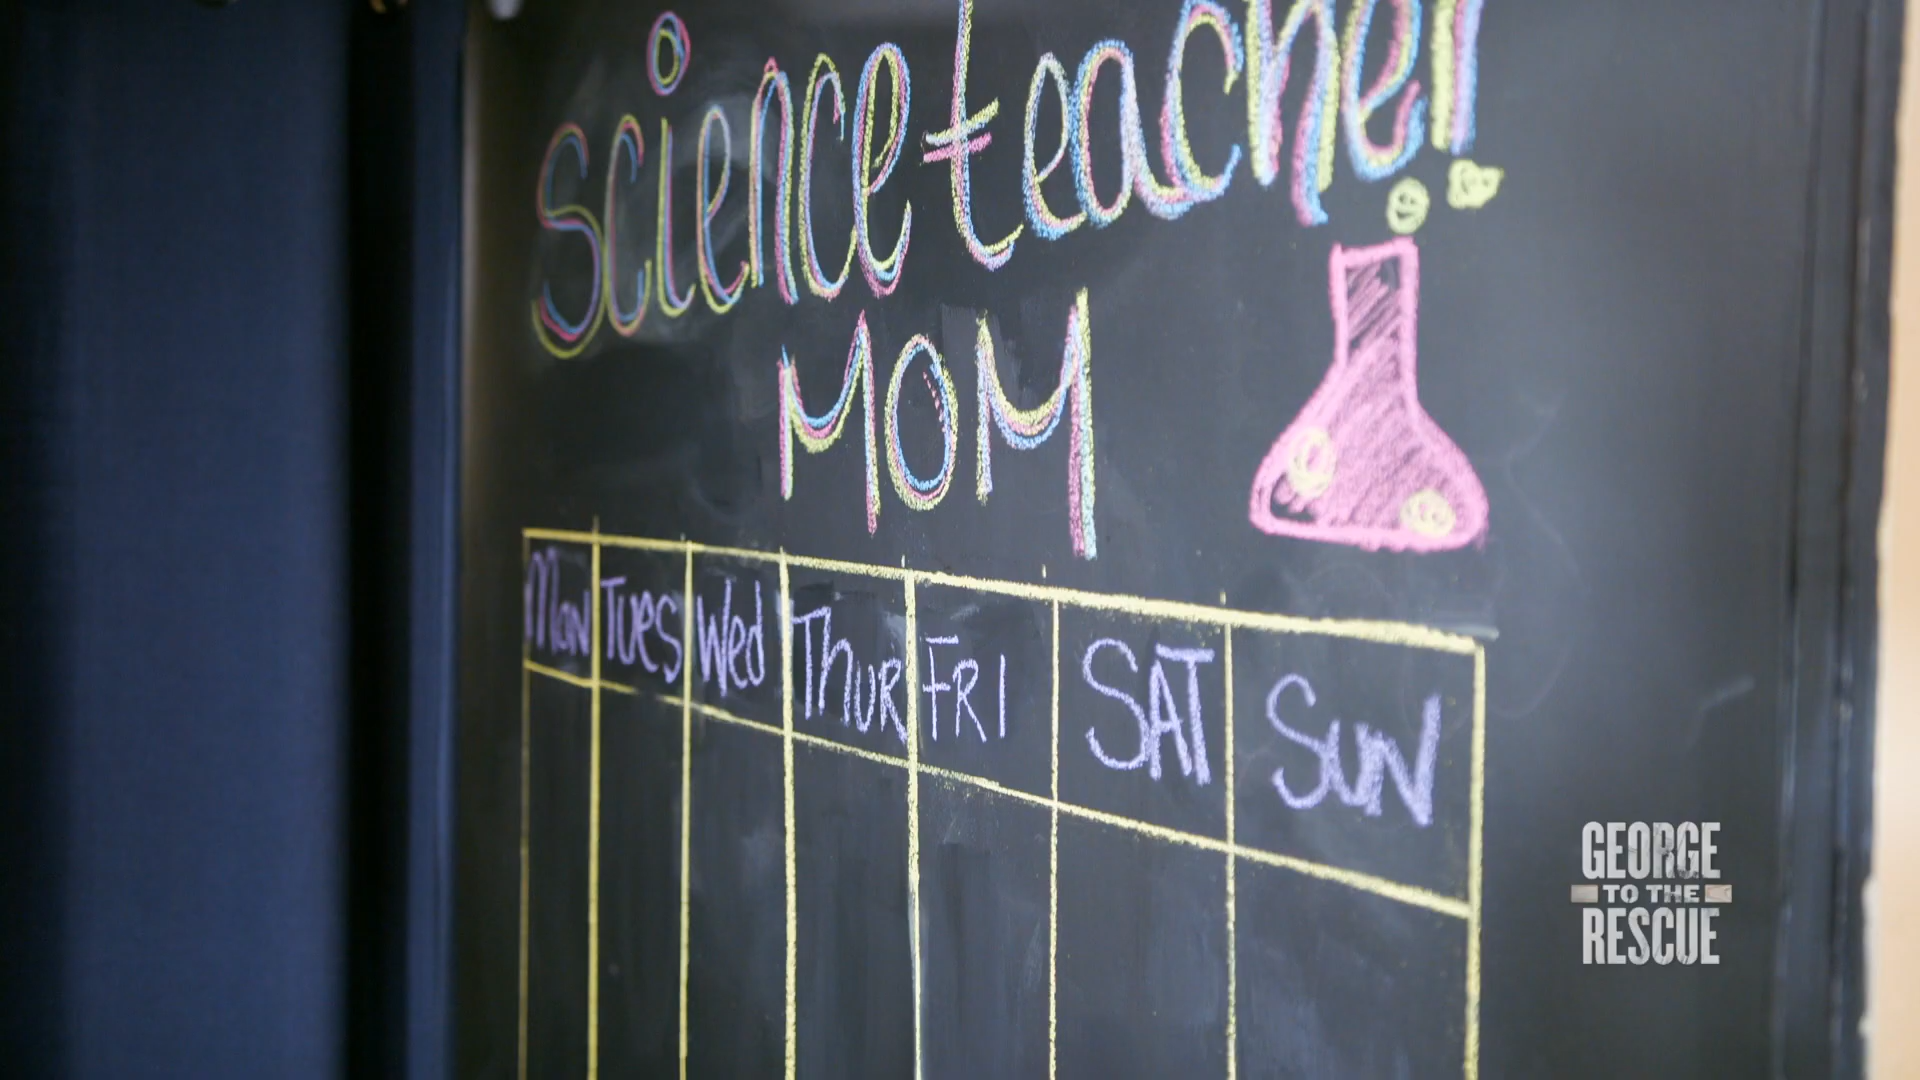 science teacher
MOM
Mon Tues Wed Thur FRI SAT SUN
GEORGE
TO THE
RESCUE